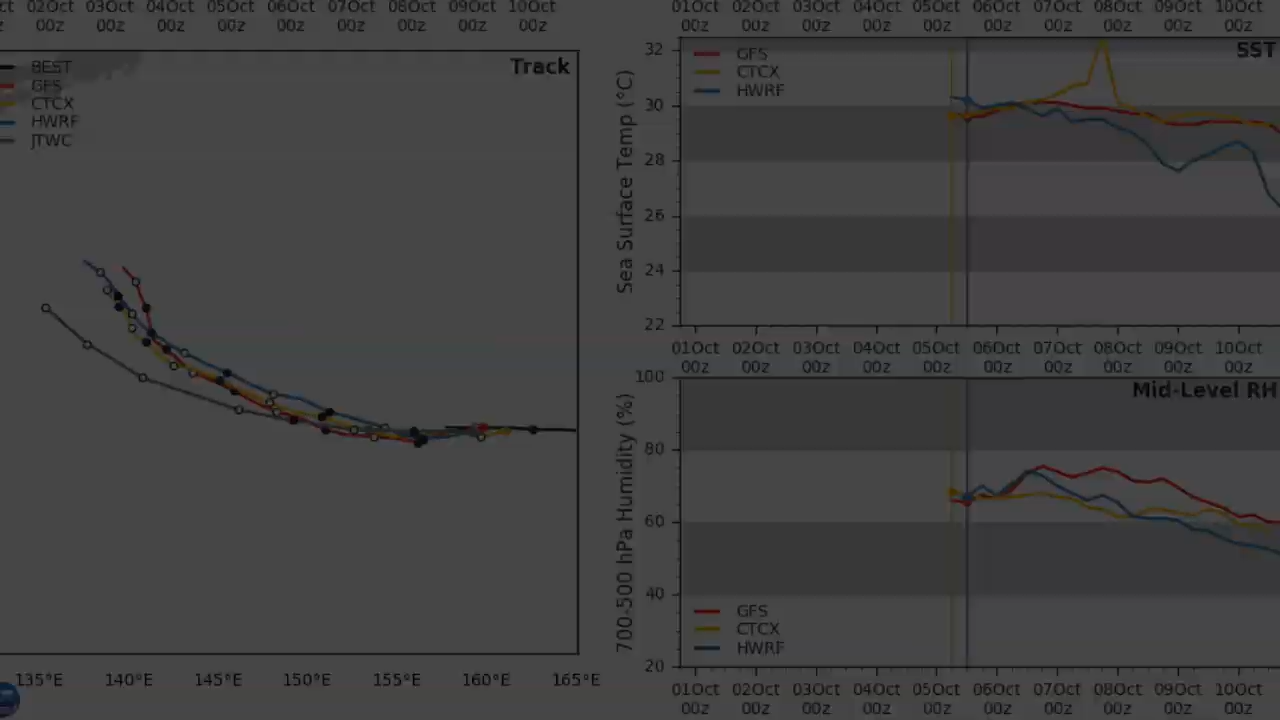 ct 02Oct 03Oct 04Oct 05Oct 06Oct 07Oct 08Oct 09Oct 10Oct
z 00z 00z 00z 00z 00z 00z 00z 00z 00z
Track
BEST
GFS
CTCX
HWRF
JTWC
135°E 140°E 145°E 150°E 155°E 160°E 165°E
01Oct 02Oct 03Oct 04Oct 05Oct 06Oct 07Oct 08Oct 09Oct 10Oct
00z 00z 00z 00z 00z 00z 00z 00z 00z 00z
SST
GFS
CTCX
HWRF
Sea Surface Temp (°C)
32
30
28
26
24
22
01Oct 02Oct 03Oct 04Oct 05Oct 06Oct 07Oct 08Oct 09Oct 10Oct
00z 00z 00z 00z 00z 00z 00z 00z 00z 00z
Mid-Level RH
700-500 hPa Humidity (%)
100
80
60
40
20
GFS
CTCX
HWRF
01Oct 02Oct 03Oct 04Oct 05Oct 06Oct 07Oct 08Oct 09Oct 10Oct
00z 00z 00z 00z 00z 00z 00z 00z 00z 00z